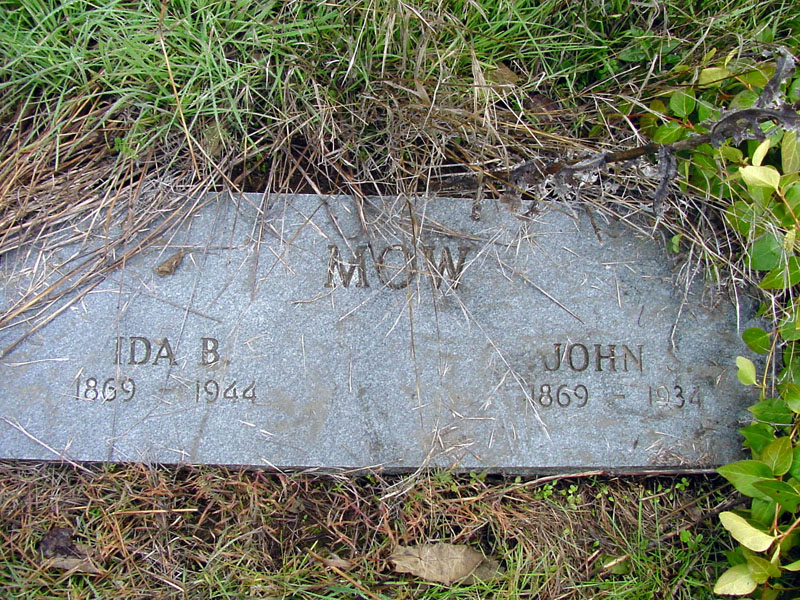 MOW
IDA B.
1869 - 1944
JOHN
1869 - 1934